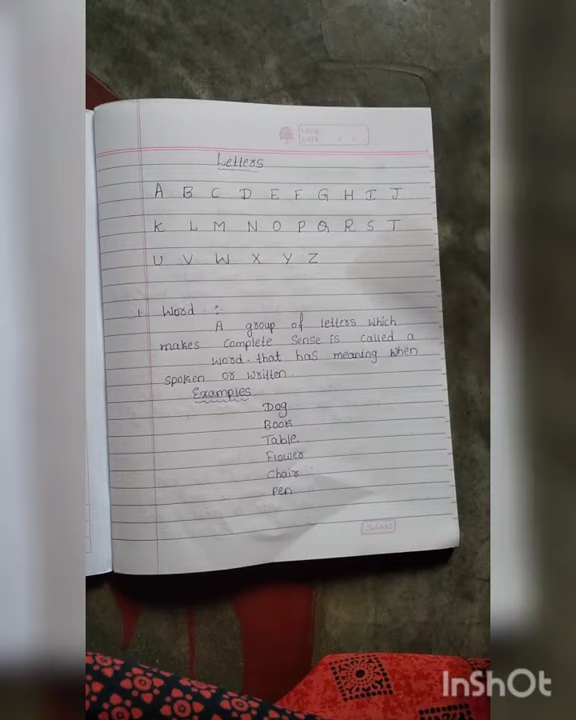 DATE
Letters
A B C D E F G H I J
K L M N O P Q R S T
U V W X Y Z
1. Word :-
A group of letters which
makes complete sense is called a
word. that has meaning when
spoken or written
Examples
Dog
Book
Table
Flower
Chair
Pen
InShOt